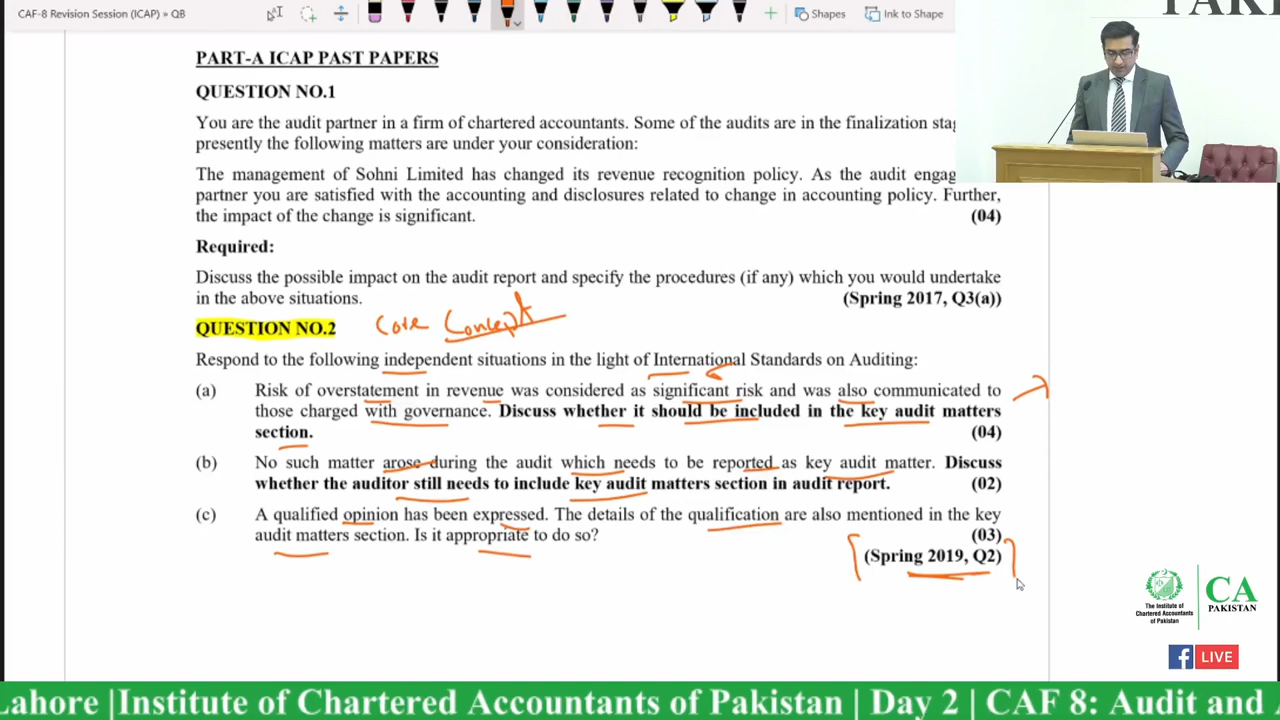 CAF-8 Revision Session (ICAP) » QB
Shapes
Ink to Shape
PART-A ICAP PAST PAPERS
QUESTION NO.1
You are the audit partner in a firm of chartered accountants. Some of the audits are in the finalization stag
presently the following matters are under your consideration:
The management of Sohni Limited has changed its revenue recognition policy. As the audit engag
partner you are satisfied with the accounting and disclosures related to change in accounting policy. Further,
the impact of the change is significant. (04)
Required:
Discuss the possible impact on the audit report and specify the procedures (if any) which you would undertake
in the above situations. (Spring 2017, Q3(a))
QUESTION NO.2 Core Concept
Respond to the following independent situations in the light of International Standards on Auditing:
(a) Risk of overstatement in revenue was considered as significant risk and was also communicated to
those charged with governance. Discuss whether it should be included in the key audit matters
section. (04)
(b) No such matter arose during the audit which needs to be reported as key audit matter. Discuss
whether the auditor still needs to include key audit matters section in audit report. (02)
(c) A qualified opinion has been expressed. The details of the qualification are also mentioned in the key
audit matters section. Is it appropriate to do so? (03)
(Spring 2019, Q2)
The Institute of
Chartered Accountants
of Pakistan
CA
PAKISTAN
f LIVE
Lahore |Institute of Chartered Accountants of Pakistan | Day 2 | CAF 8: Audit and